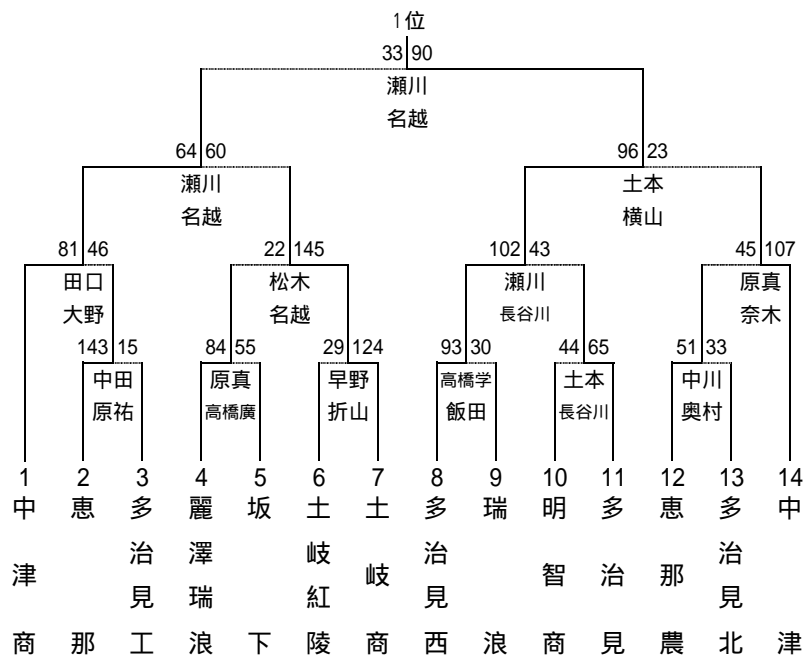 1位
33 90
瀬川
名越
64 60
96 23
瀬川
名越
土本
横山
81 46
22 145
102 43
45 107
田口
大野
松木
名越
瀬川
長谷川
原真
奈木
143 15
84 55
29 124
93 30
44 65
51 33
中田
原祐
原真
高橋廣
早野
折山
高橋学
飯田
土本
長谷川
中川
奥村
1 2 3 4 5 6 7 8 9 10 11 12 13 14
中津商
恵那
多治見工
麗澤瑞浪
坂下
土岐紅陵
土岐商
多治見西
瑞浪
明智商
多治見
恵那農
多治見北
中津